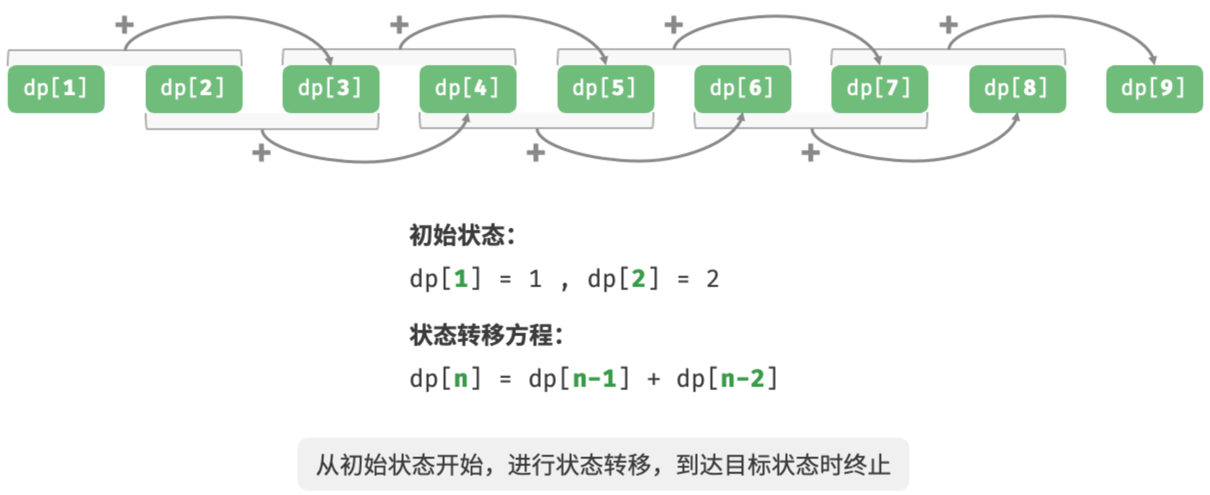 + + + +
dp[1] dp[2] dp[3] dp[4] dp[5] dp[6] dp[7] dp[8] dp[9]
+ + +
初始状态：
dp[1] = 1 , dp[2] = 2
状态转移方程：
dp[n] = dp[n-1] + dp[n-2]
从初始状态开始，进行状态转移，到达目标状态时终止